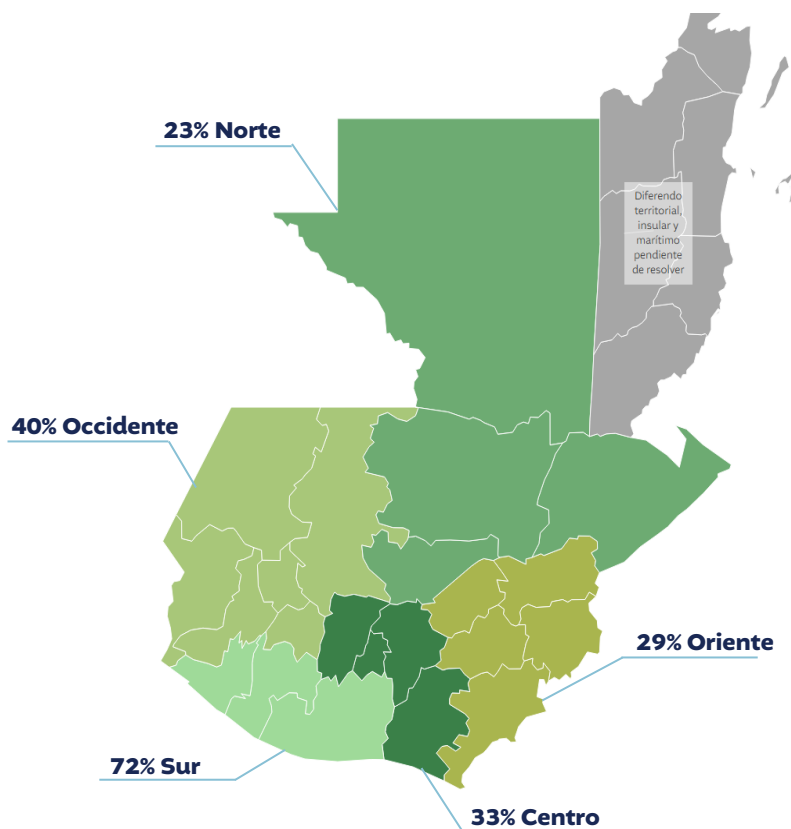 23% Norte
Diferendo
territorial,
insular y
marítimo
pendiente
de resolver
40% Occidente
29% Oriente
72% Sur
33% Centro